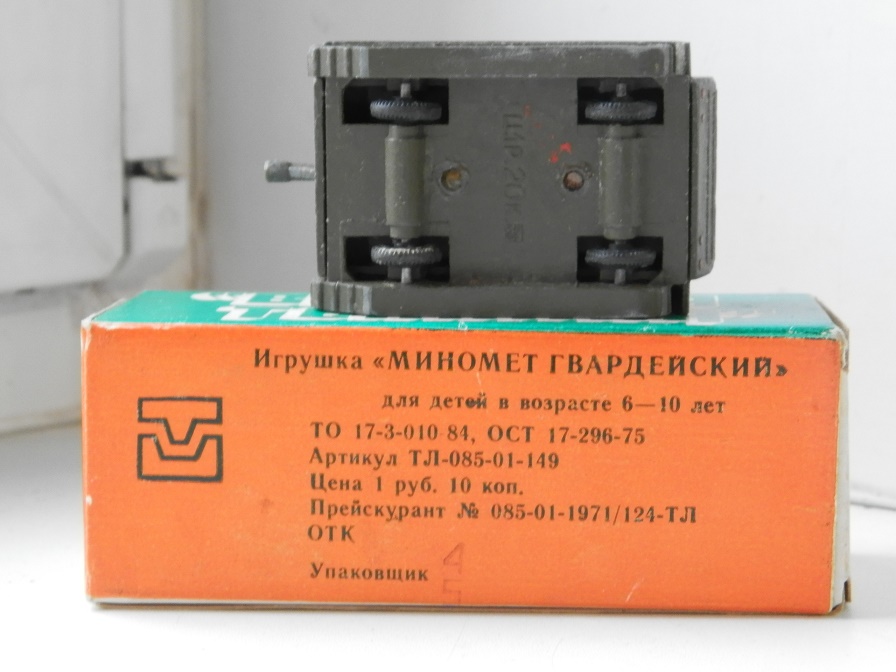 Игрушка «МИНОМЕТ ГВАРДЕЙСКИЙ»
для детей в возрасте 6—10 лет
ТО 17-3-010-84, ОСТ 17-296-75
Артикул ТЛ-085-01-149
Цена 1 руб. 10 коп.
Прейскурант № 085-01-1971/124-ТЛ
ОТК
Упаковщик